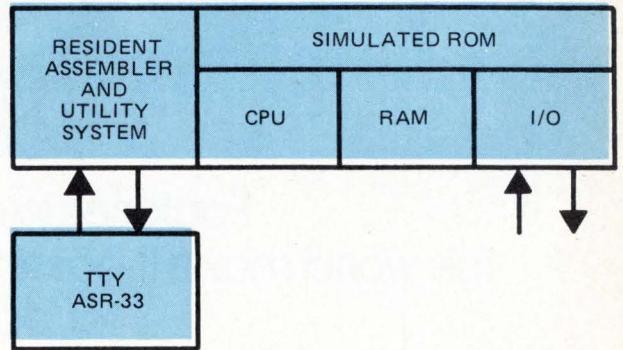 RESIDENT
ASSEMBLER
AND
UTILITY
SYSTEM
SIMULATED ROM
CPU
RAM
I/O
TTY
ASR-33